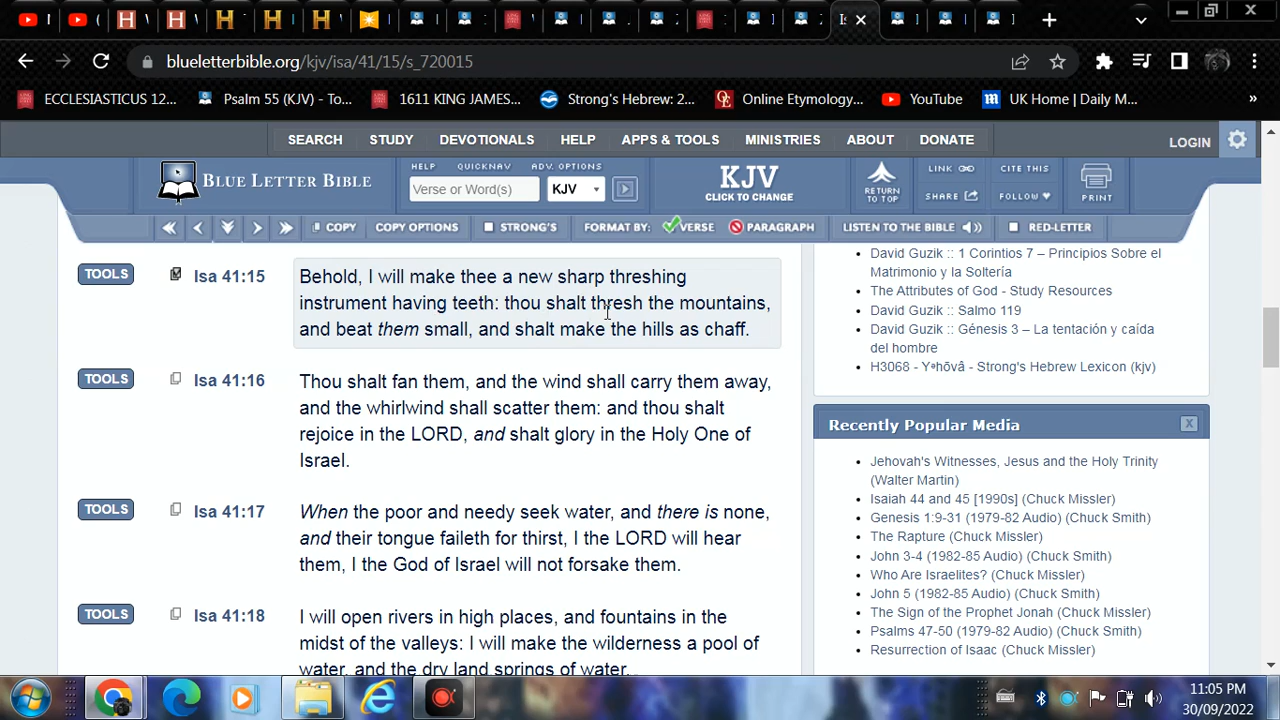 blueletterbible.org/kjv/isa/41/15/s_720015
ECCLESIASTICUS 12...
Psalm 55 (KJV) - To...
1611 KING JAMES...
Strong's Hebrew: 2...
Online Etymology...
YouTube
UK Home | Daily M...
»
SEARCH STUDY DEVOTIONALS HELP APPS & TOOLS MINISTRIES ABOUT DONATE LOGIN
BLUE LETTER BIBLE
HELP QUICKNAV ADV. OPTIONS
Verse or Word(s) KJV
KJV
CLICK TO CHANGE
RETURN
TO TOP
LINK
SHARE
CITE THIS
FOLLOW
PRINT
COPY COPY OPTIONS STRONG'S FORMAT BY: VERSE PARAGRAPH LISTEN TO THE BIBLE RED-LETTER
TOOLS Isa 41:15
Behold, I will make thee a new sharp threshing
instrument having teeth: thou shalt thresh the mountains,
and beat them small, and shalt make the hills as chaff.
TOOLS Isa 41:16
Thou shalt fan them, and the wind shall carry them away,
and the whirlwind shall scatter them: and thou shalt
rejoice in the LORD, and shalt glory in the Holy One of
Israel.
TOOLS Isa 41:17
When the poor and needy seek water, and there is none,
and their tongue faileth for thirst, I the LORD will hear
them, I the God of Israel will not forsake them.
TOOLS Isa 41:18
I will open rivers in high places, and fountains in the
midst of the valleys: I will make the wilderness a pool of
water, and the dry land springs of water.
David Guzik :: 1 Corintios 7 – Principios Sobre el
Matrimonio y la Soltería
The Attributes of God - Study Resources
David Guzik :: Salmo 119
David Guzik :: Génesis 3 – La tentación y caída
del hombre
H3068 - Yᵊhōvâ - Strong's Hebrew Lexicon (kjv)
Recently Popular Media
Jehovah's Witnesses, Jesus and the Holy Trinity
(Walter Martin)
Isaiah 44 and 45 [1990s] (Chuck Missler)
Genesis 1:9-31 (1979-82 Audio) (Chuck Smith)
The Rapture (Chuck Missler)
John 3-4 (1982-85 Audio) (Chuck Smith)
Who Are Israelites? (Chuck Missler)
John 5 (1982-85 Audio) (Chuck Smith)
The Sign of the Prophet Jonah (Chuck Missler)
Psalms 47-50 (1979-82 Audio) (Chuck Smith)
Resurrection of Isaac (Chuck Missler)
11:05 PM
30/09/2022